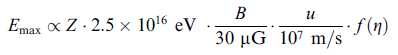 E_max ∝ Z · 2.5 × 10^16 eV · B / 30 μG · u / 10^7 m/s · f(η)